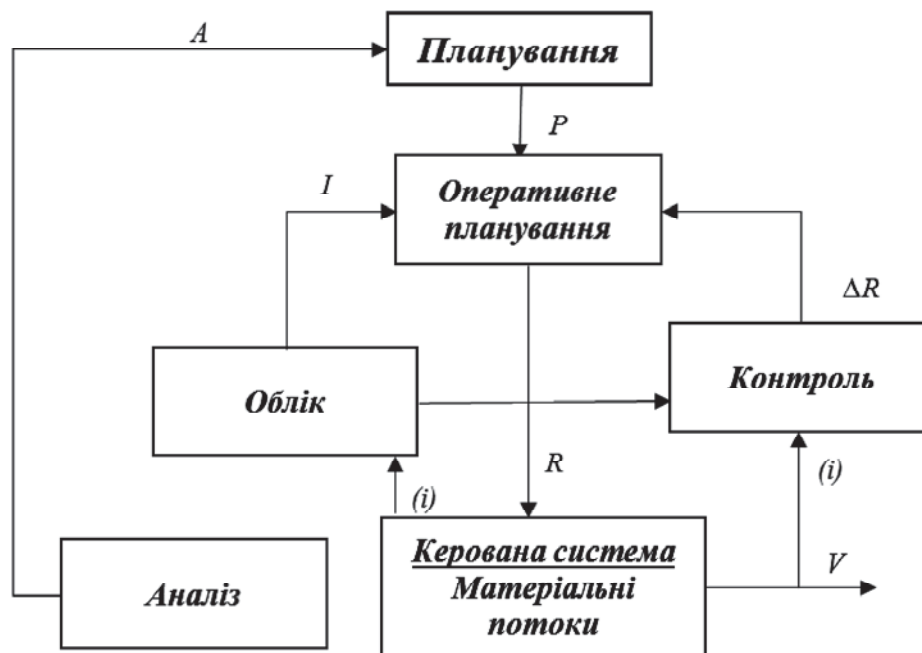 A
Планування
P
I
Оперативне
планування
ΔR
Облік
Контроль
R
(i)
(i)
Керована система
Матеріальні
потоки
V
Аналіз